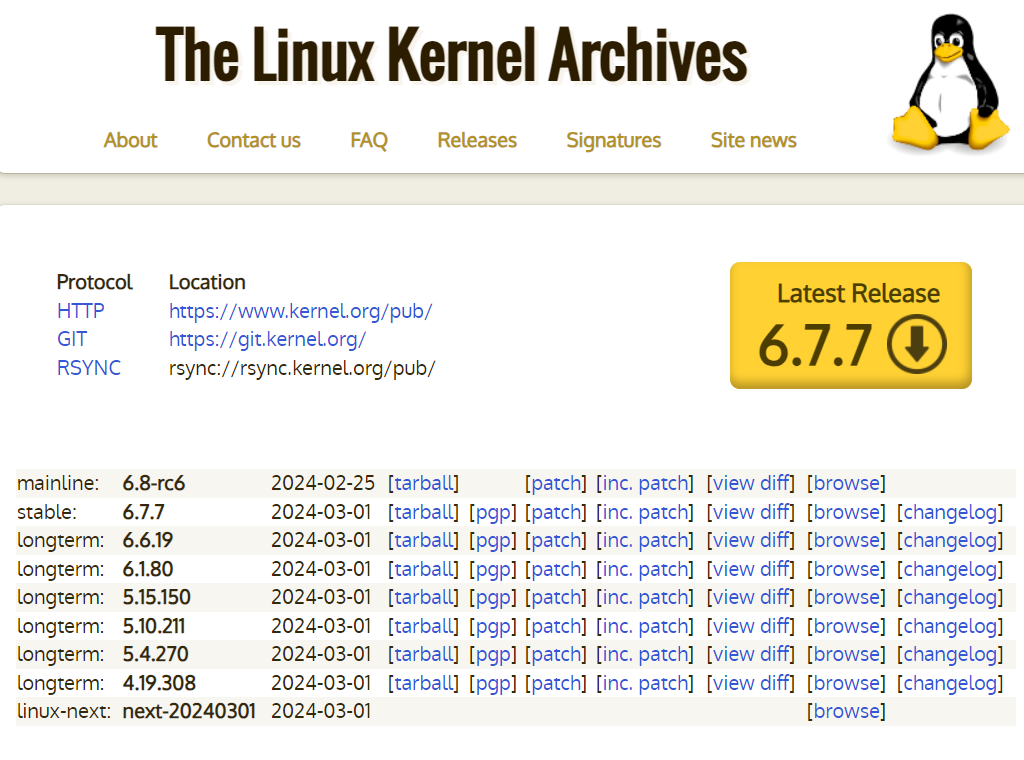 The Linux Kernel Archives
About Contact us FAQ Releases Signatures Site news
Protocol Location
HTTP https://www.kernel.org/pub/
GIT https://git.kernel.org/
RSYNC rsync://rsync.kernel.org/pub/
Latest Release
6.7.7
mainline: 6.8-rc6 2024-02-25 [tarball] [patch] [inc. patch] [view diff] [browse]
stable: 6.7.7 2024-03-01 [tarball] [pgp] [patch] [inc. patch] [view diff] [browse] [changelog]
longterm: 6.6.19 2024-03-01 [tarball] [pgp] [patch] [inc. patch] [view diff] [browse] [changelog]
longterm: 6.1.80 2024-03-01 [tarball] [pgp] [patch] [inc. patch] [view diff] [browse] [changelog]
longterm: 5.15.150 2024-03-01 [tarball] [pgp] [patch] [inc. patch] [view diff] [browse] [changelog]
longterm: 5.10.211 2024-03-01 [tarball] [pgp] [patch] [inc. patch] [view diff] [browse] [changelog]
longterm: 5.4.270 2024-03-01 [tarball] [pgp] [patch] [inc. patch] [view diff] [browse] [changelog]
longterm: 4.19.308 2024-03-01 [tarball] [pgp] [patch] [inc. patch] [view diff] [browse] [changelog]
linux-next: next-20240301 2024-03-01 [browse]